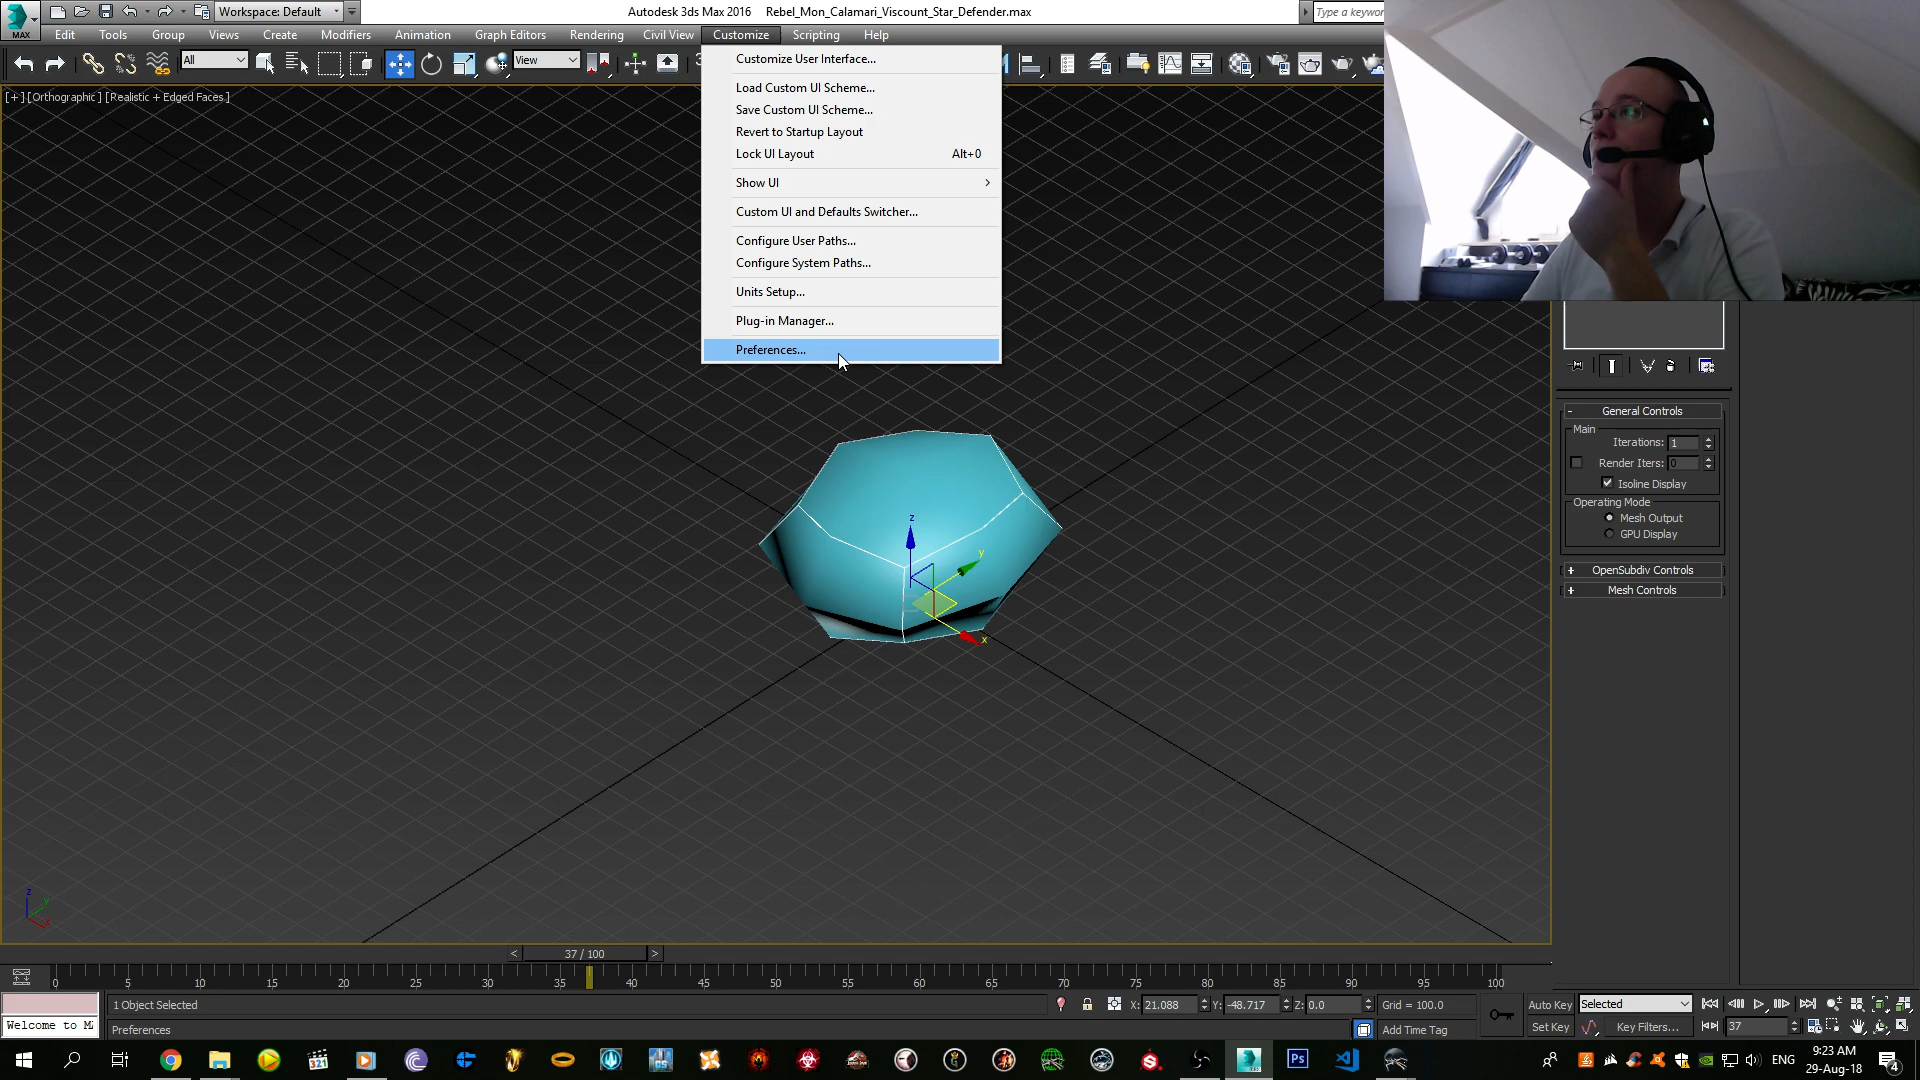 Workspace: Default
Autodesk 3ds Max 2016 Rebel_Mon_Calamari_Viscount_Star_Defender.max
Type a keywor
MAX
Edit Tools Group Views Create Modifiers Animation Graph Editors Rendering Civil View Customize Scripting Help
All
View
Customize User Interface...
Load Custom UI Scheme...
Save Custom UI Scheme...
Revert to Startup Layout
Lock UI Layout Alt+0
Show UI
Custom UI and Defaults Switcher...
Configure User Paths...
Configure System Paths...
Units Setup...
Plug-in Manager...
Preferences...
[+] [Orthographic ] [Realistic + Edged Faces ]
z
y
x
z
y
x
- General Controls
Main
Iterations: 1
Render Iters: 0
Isoline Display
Operating Mode
Mesh Output
GPU Display
+ OpenSubdiv Controls
+ Mesh Controls
< 37 / 100 >
0 5 10 15 20 25 30 35 40 45 50 55 60 65 70 75 80 85 90 95 100
1 Object Selected
X: 21.088 Y: -48.717 Z: 0.0
Grid = 100.0
Auto Key
Selected
Welcome to M
Preferences
Add Time Tag
Set Key
Key Filters...
37
Ps
ENG
9:23 AM
29-Aug-18
4